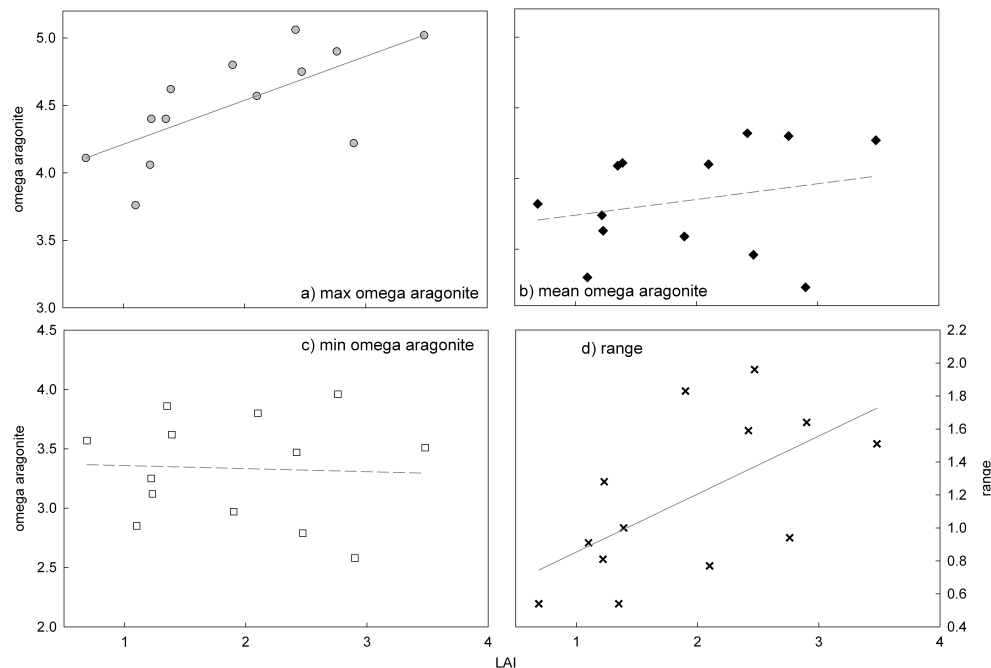 5.0
4.5
4.0
3.5
3.0
omega aragonite
a) max omega aragonite
b) mean omega aragonite
4.5
4.0
3.5
3.0
2.5
2.0
omega aragonite
c) min omega aragonite
1 2 3 4
d) range
2.2
2.0
1.8
1.6
1.4
1.2
1.0
0.8
0.6
0.4
range
1 2 3 4
LAI